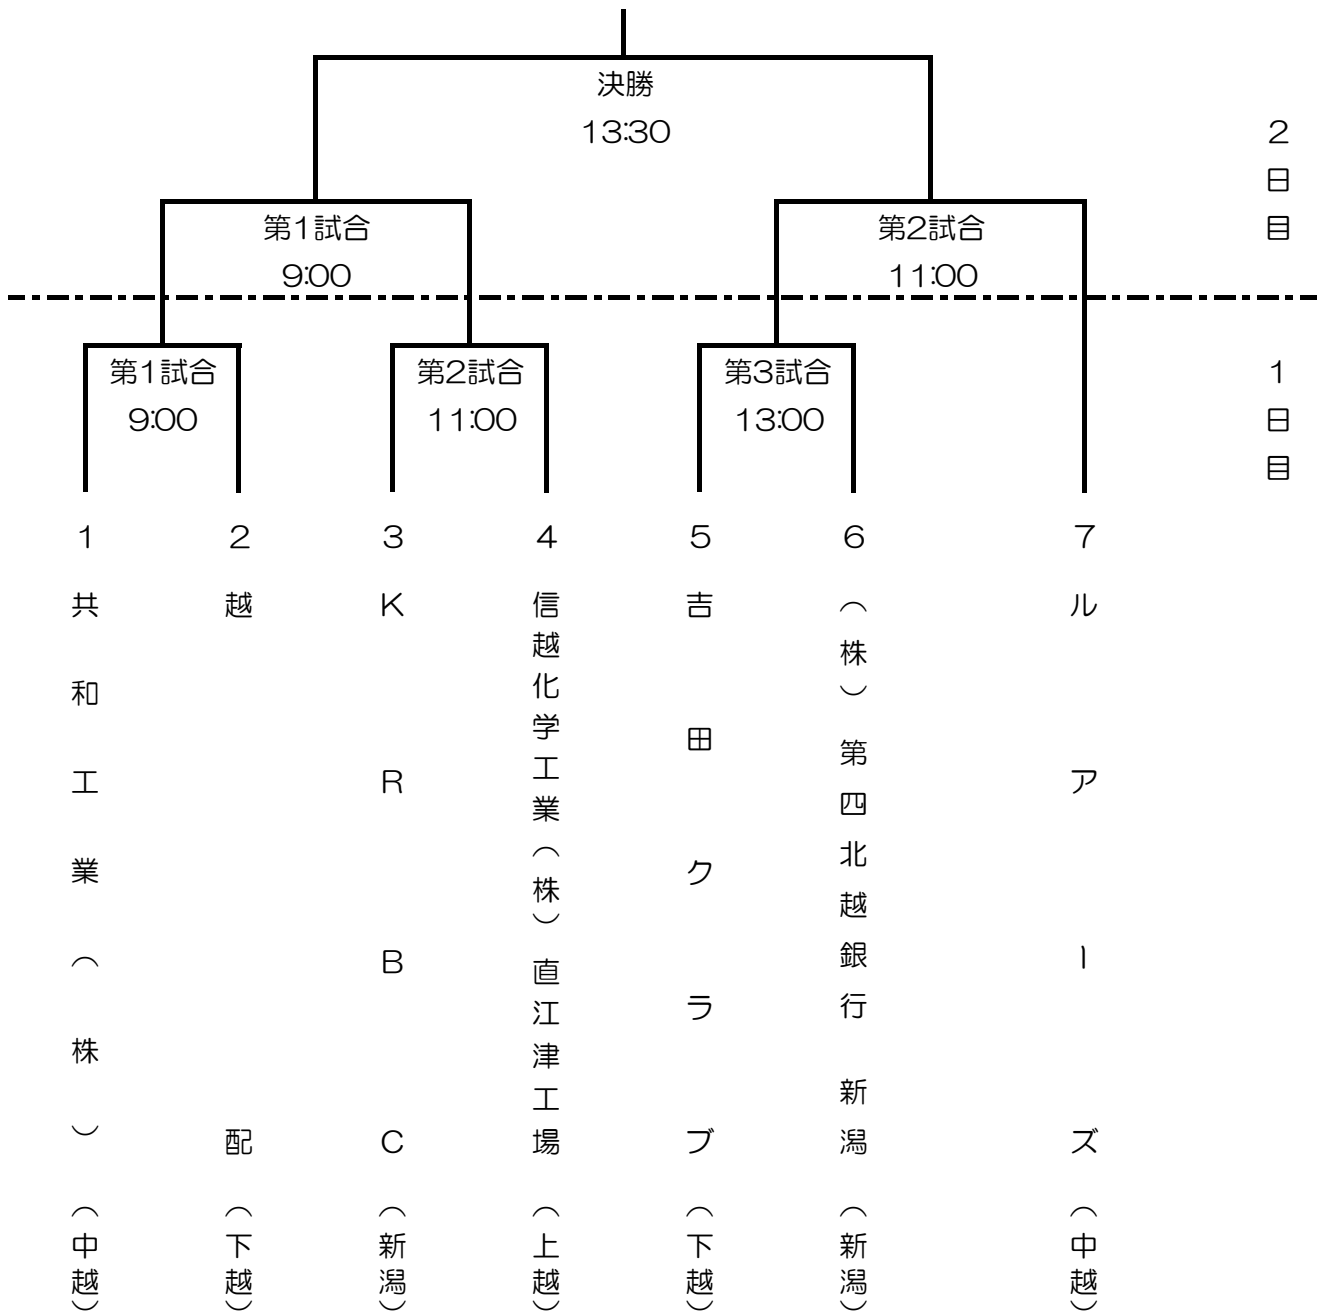 決勝
13:30
2日目
第1試合
9:00
第2試合
11:00
第1試合
9:00
第2試合
11:00
第3試合
13:00
1日目
1
共和工業(株)(中越)
2
越配(下越)
3
KRBC(新潟)
4
信越化学工業(株)直江津工場(上越)
5
吉田クラブ(下越)
6
(株)第四北越銀行 新潟(新潟)
7
ルアーズ(中越)